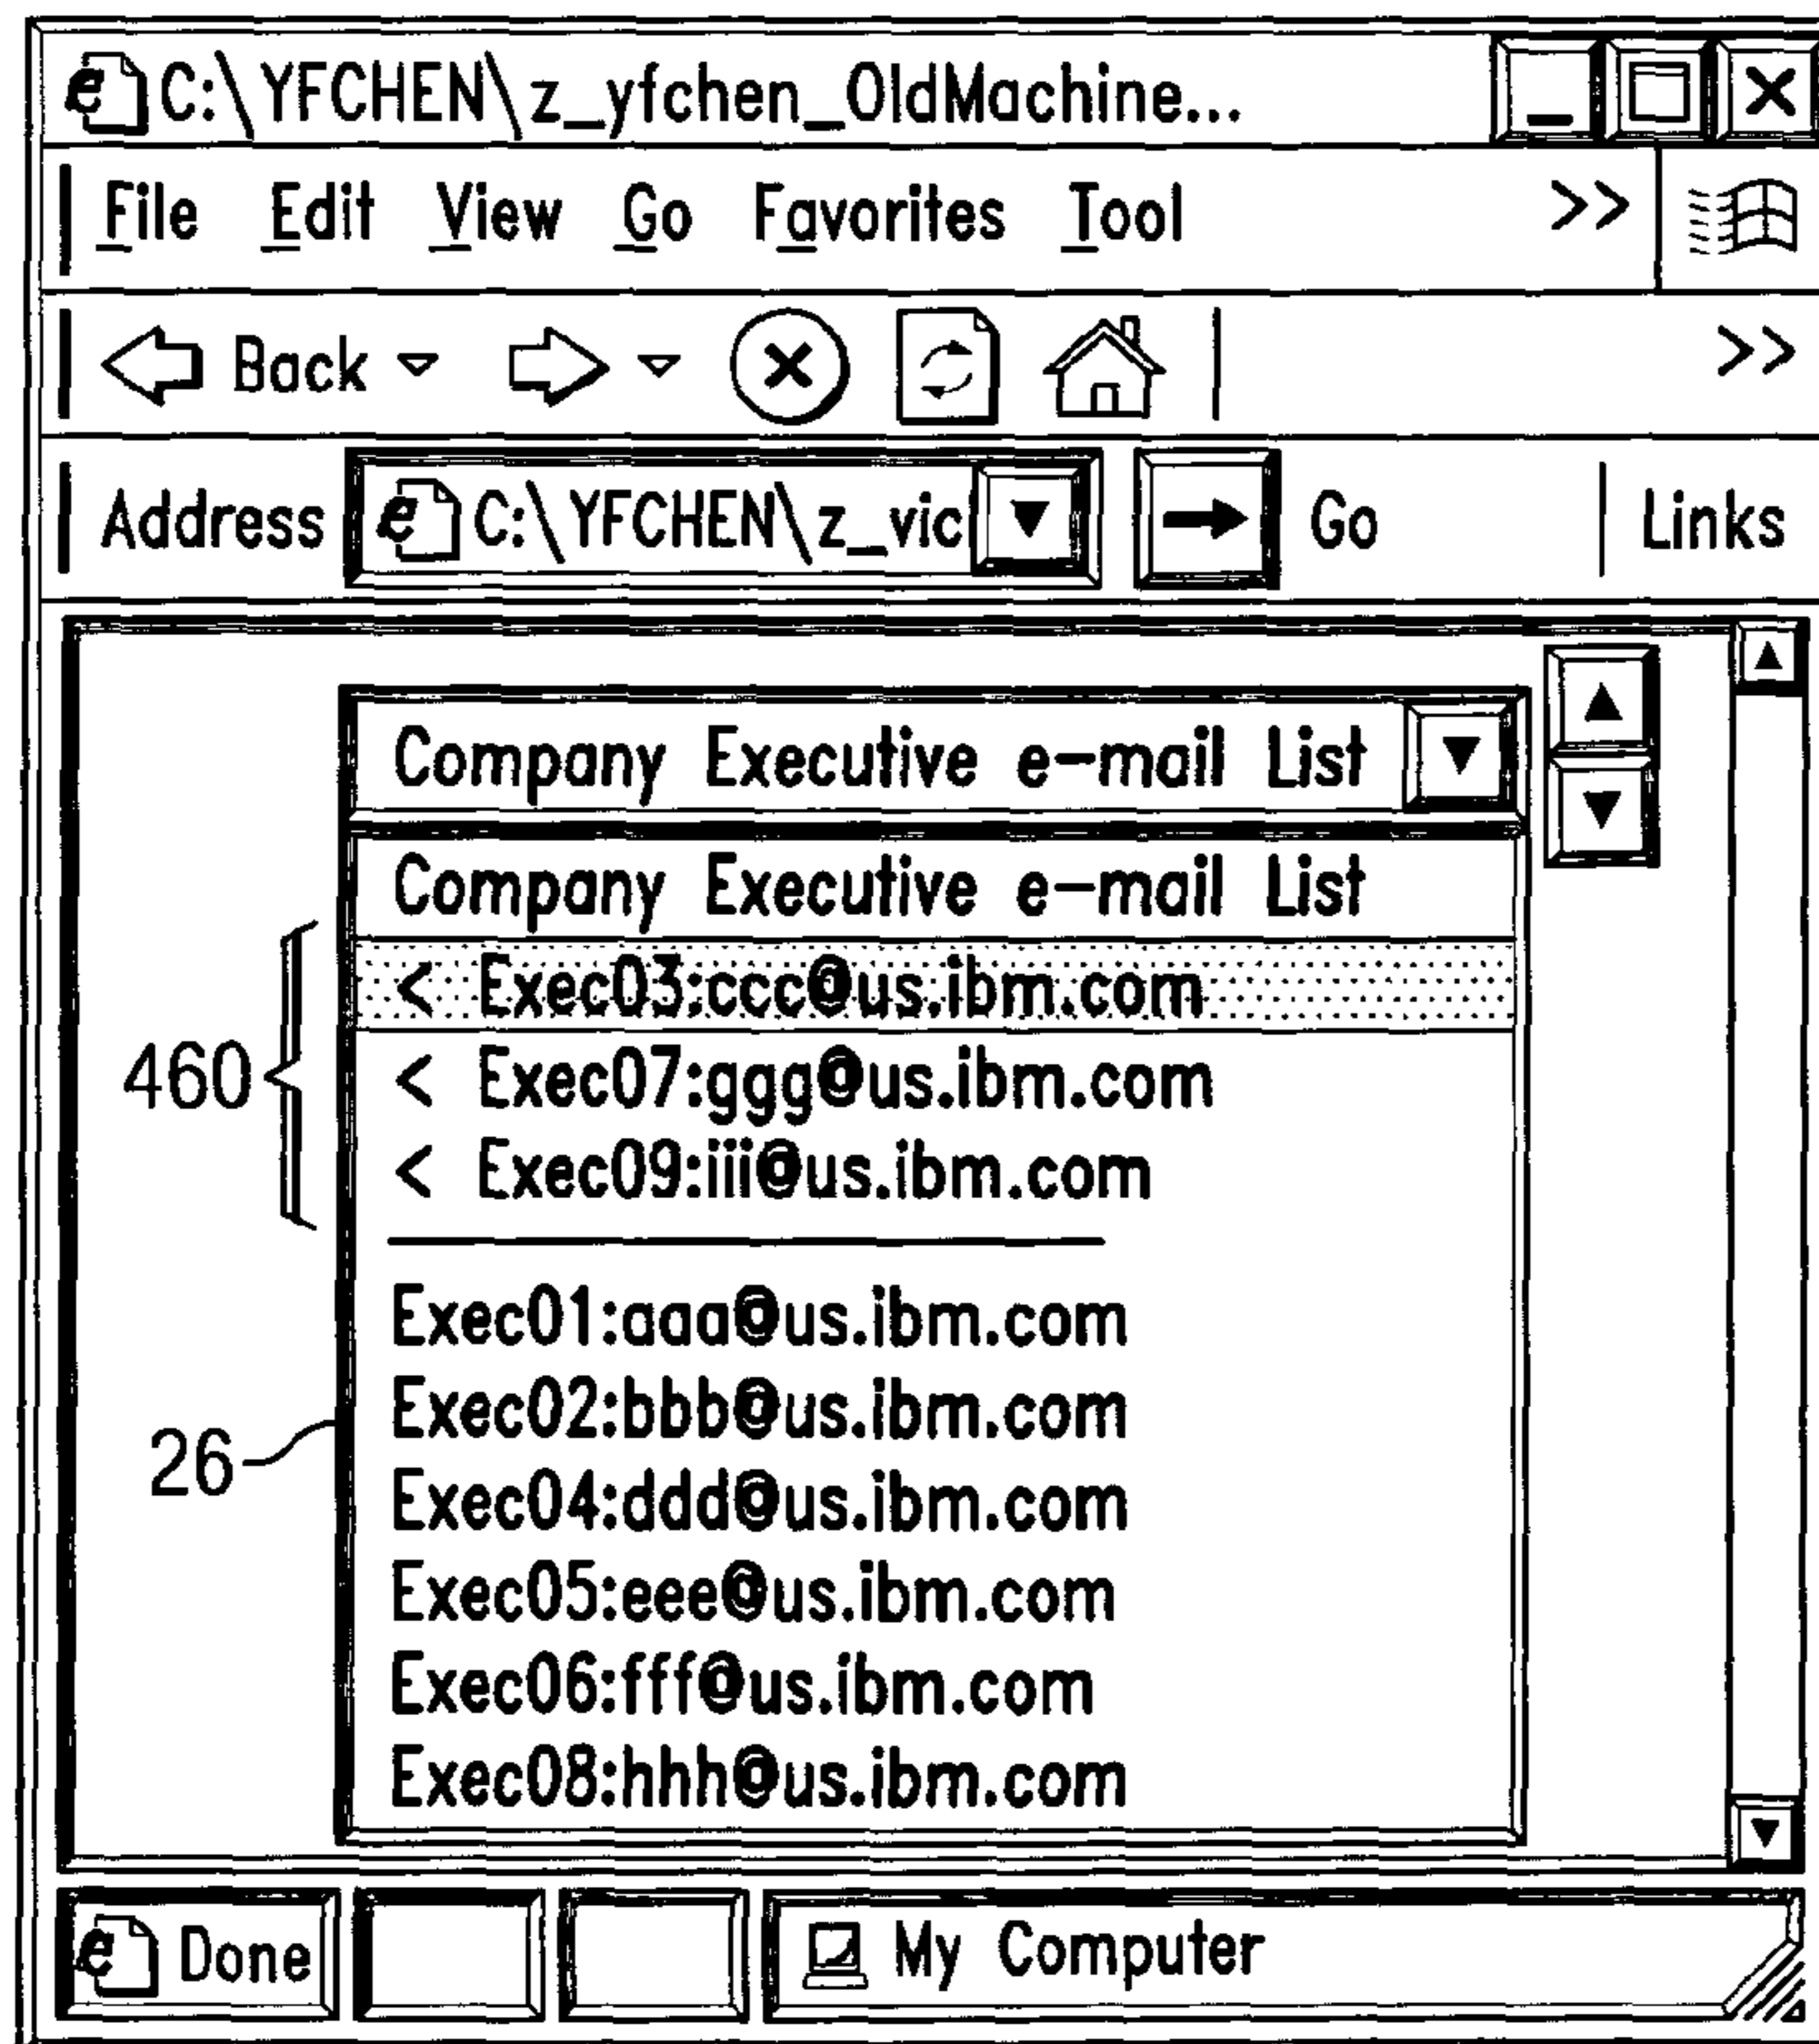 C:\YFCHEN\z_yfchen_OldMachine...
File Edit View Go Favorites Tool >>
Back >>
Address C:\YFCHEN\z_vic Go Links
Company Executive e-mail List
Company Executive e-mail List
< Exec03:ccc@us.ibm.com
460
< Exec07:ggg@us.ibm.com
< Exec09:iii@us.ibm.com
Exec01:aaa@us.ibm.com
Exec02:bbb@us.ibm.com
26
Exec04:ddd@us.ibm.com
Exec05:eee@us.ibm.com
Exec06:fff@us.ibm.com
Exec08:hhh@us.ibm.com
Done My Computer